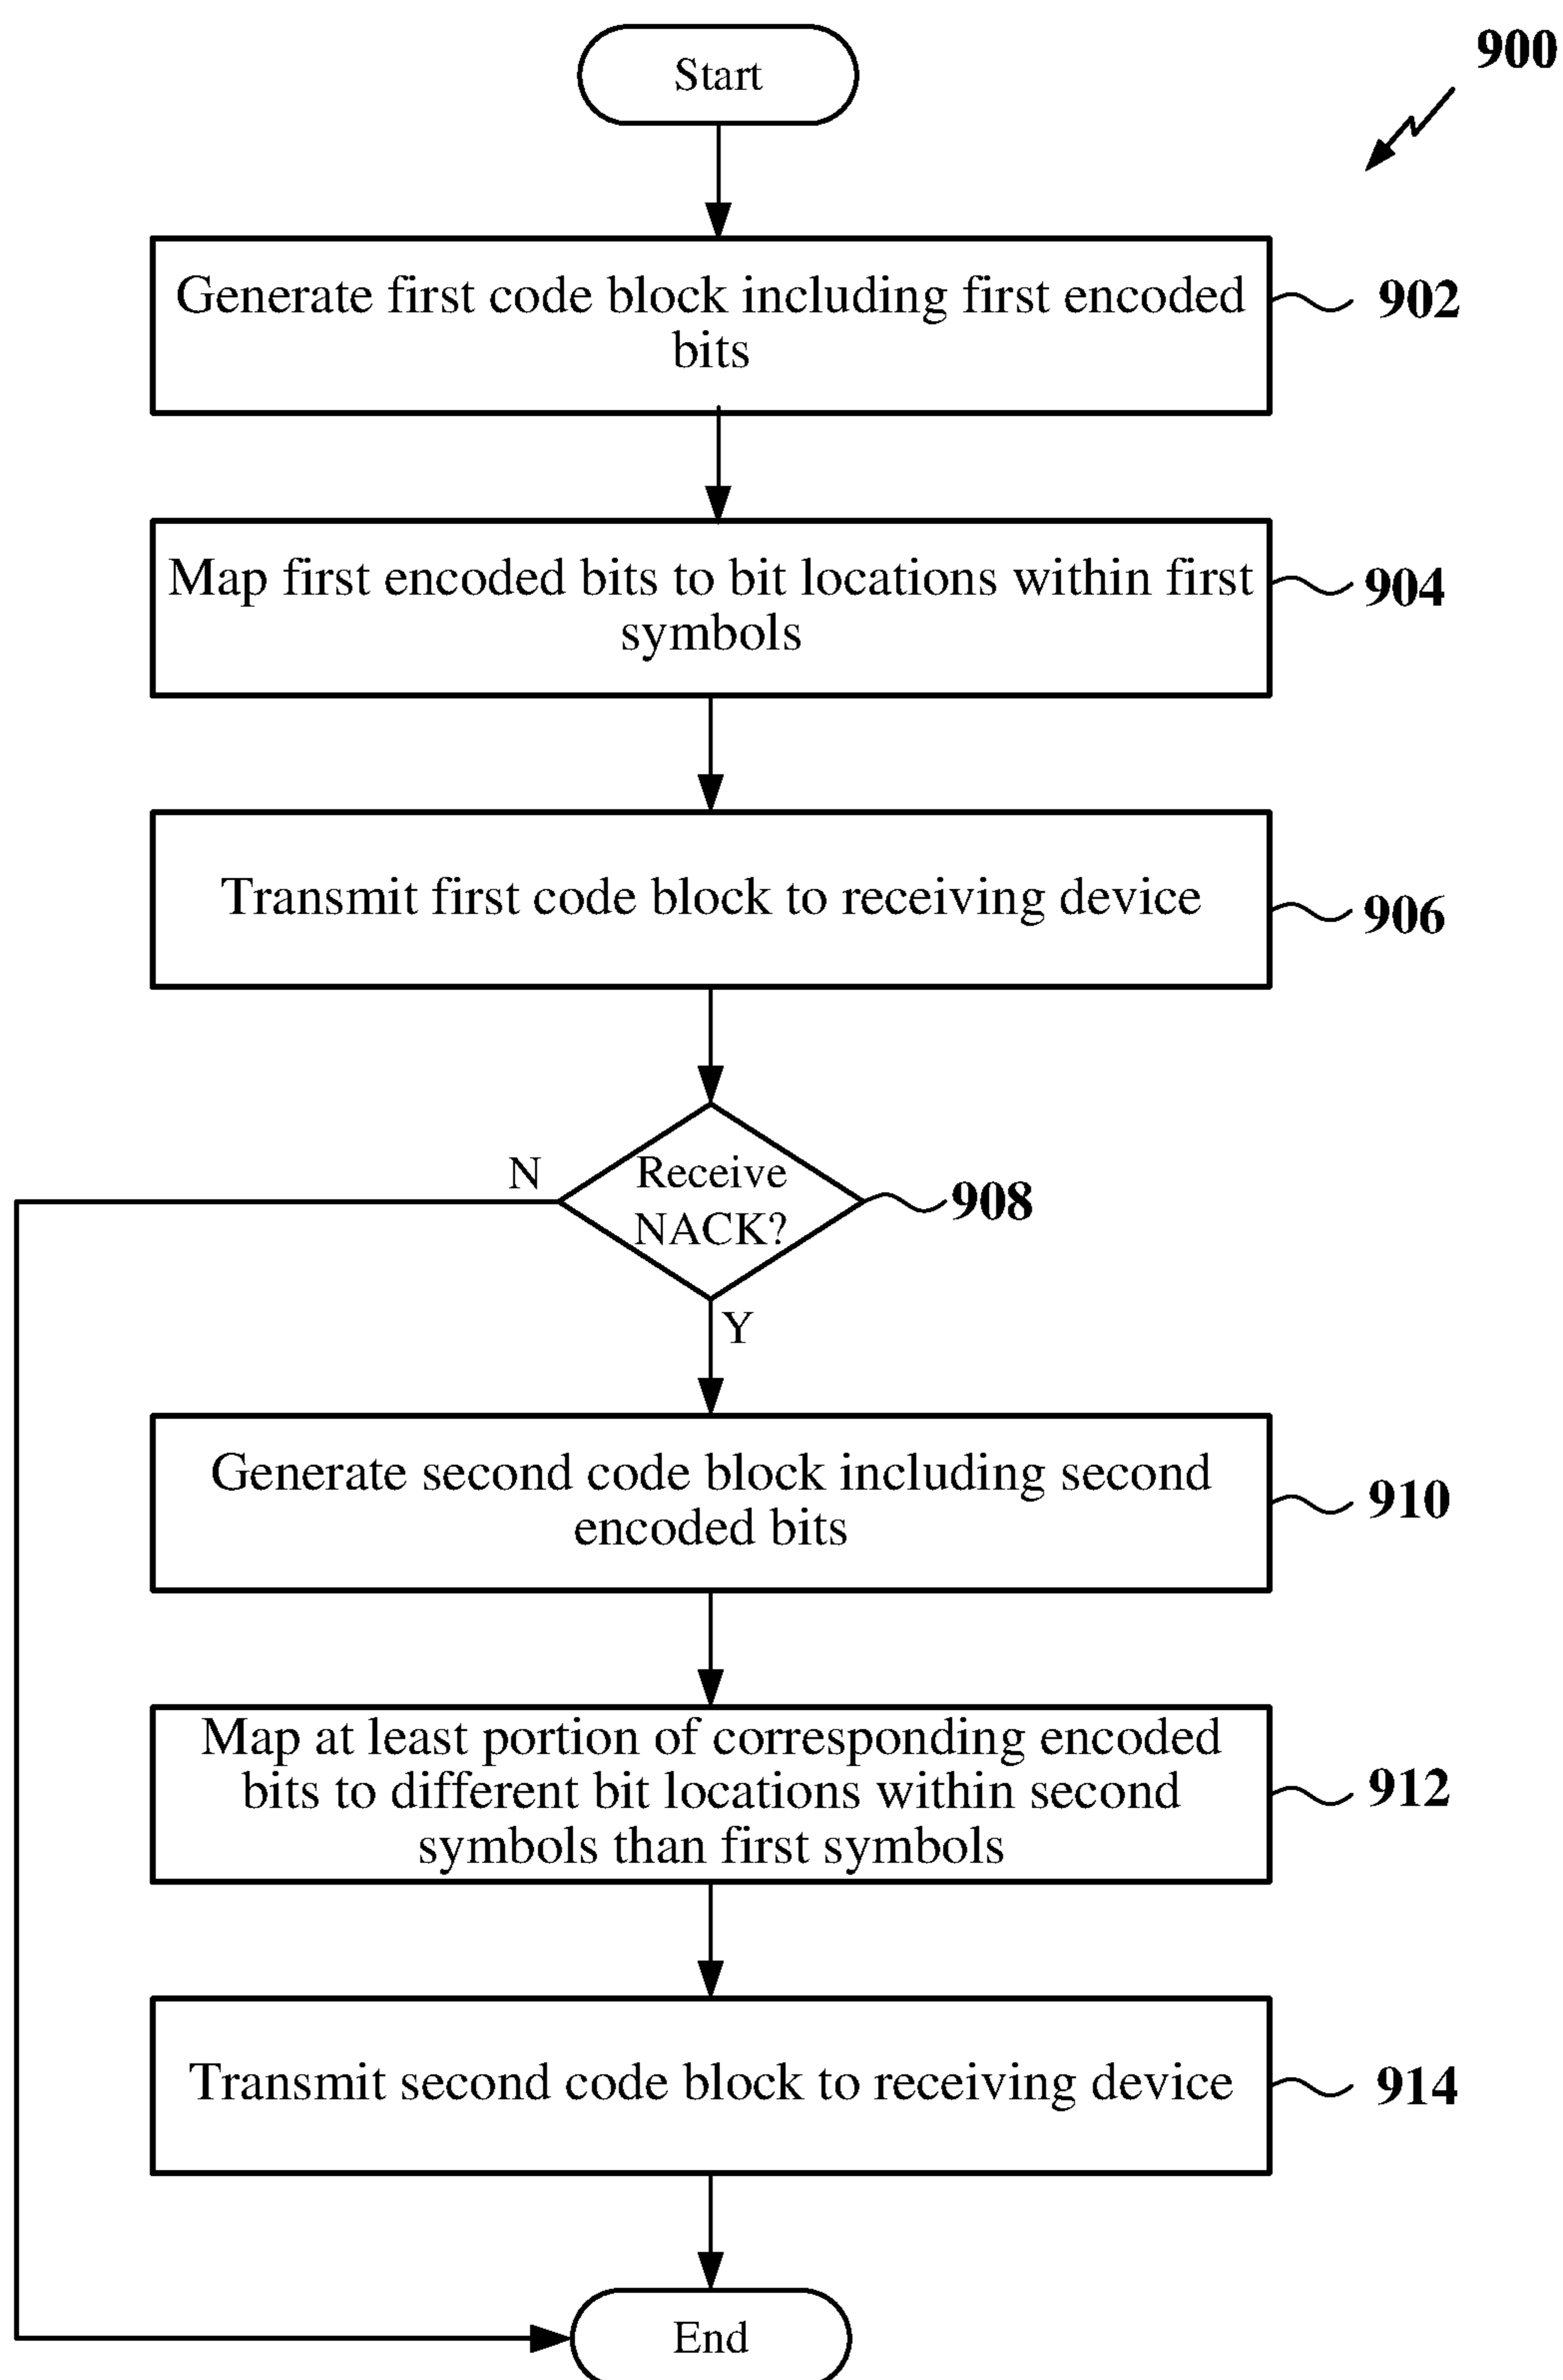 Start
900
Generate first code block including first encoded
bits
902
Map first encoded bits to bit locations within first
symbols
904
Transmit first code block to receiving device
906
N
Receive
NACK?
908
Y
Generate second code block including second
encoded bits
910
Map at least portion of corresponding encoded
bits to different bit locations within second
symbols than first symbols
912
Transmit second code block to receiving device
914
End